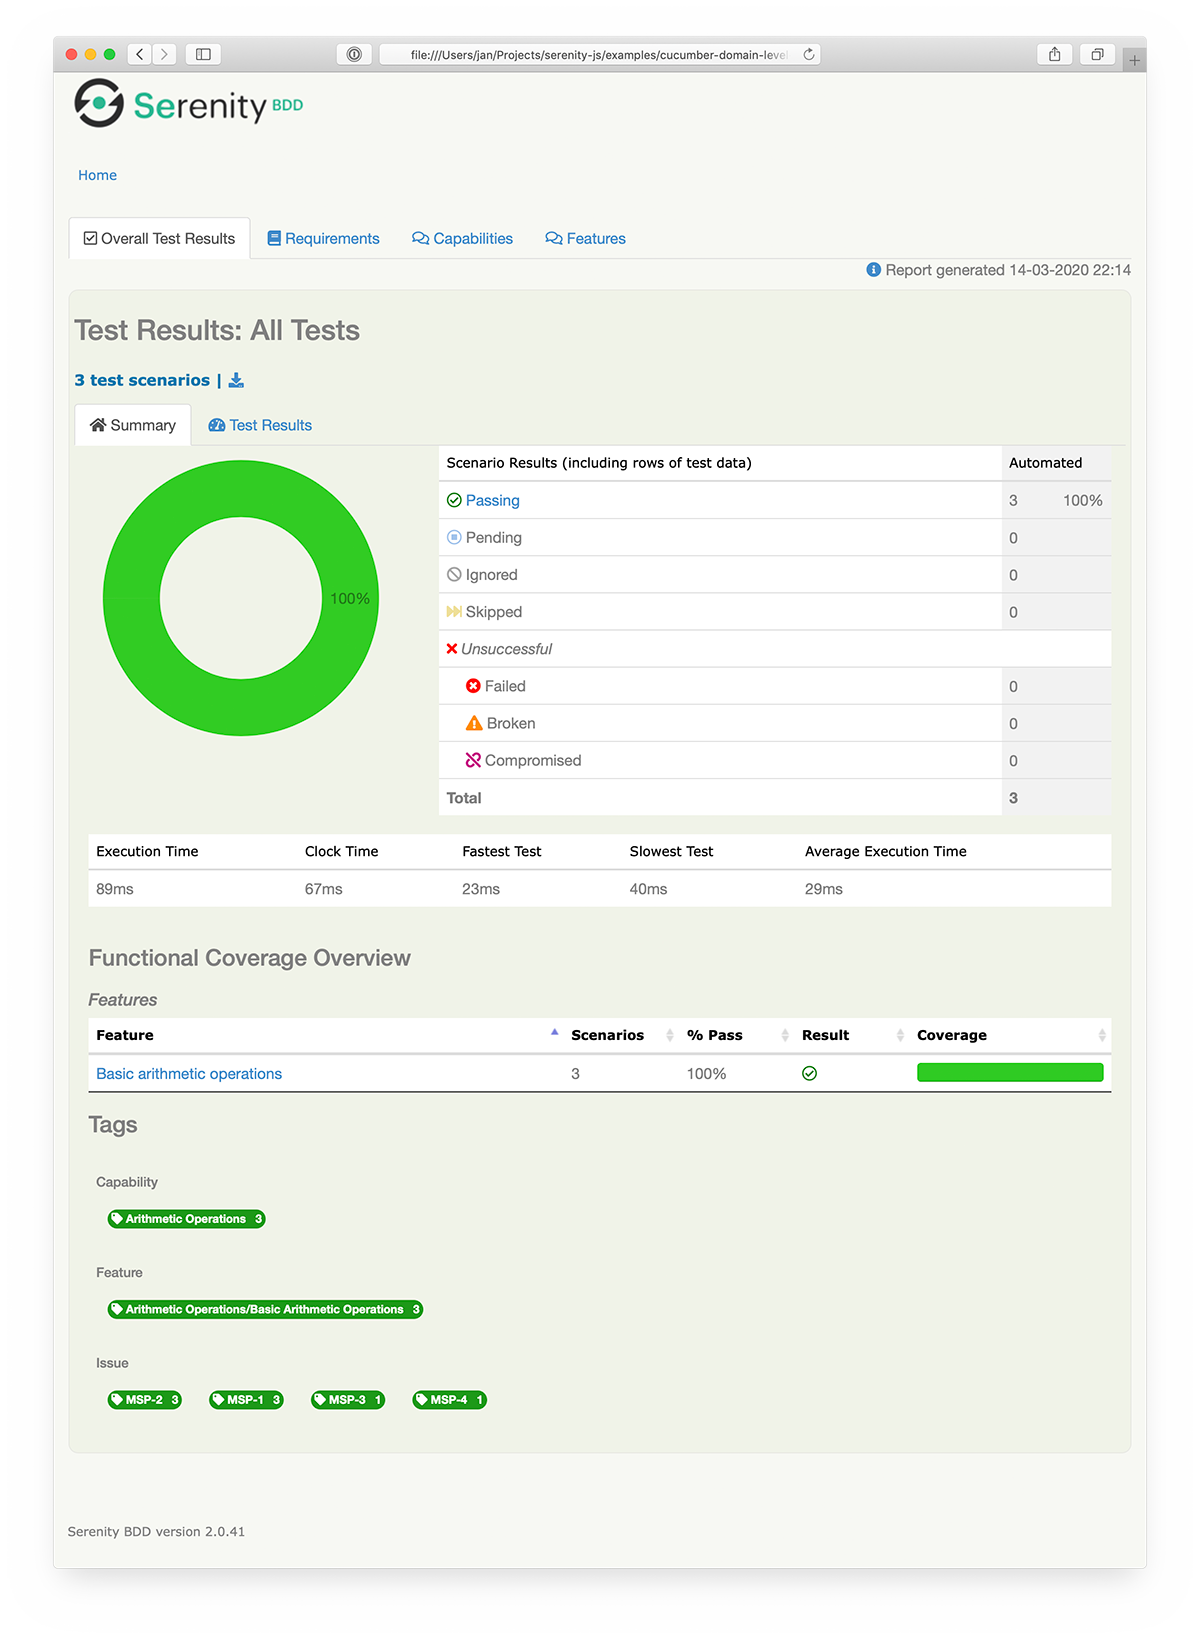 file:///Users/jan/Projects/serenity-js/examples/cucumber-domain-level
Serenity BDD
Home
Overall Test Results Requirements Capabilities Features
Report generated 14-03-2020 22:14
Test Results: All Tests
3 test scenarios |
Summary Test Results
Scenario Results (including rows of test data) Automated
Passing 3 100%
Pending 0
Ignored 0
100%
Skipped 0
Unsuccessful
Failed 0
Broken 0
Compromised 0
Total 3
Execution Time Clock Time Fastest Test Slowest Test Average Execution Time
89ms 67ms 23ms 40ms 29ms
Functional Coverage Overview
Features
Feature Scenarios % Pass Result Coverage
Basic arithmetic operations 3 100%
Tags
Capability
Arithmetic Operations 3
Feature
Arithmetic Operations/Basic Arithmetic Operations 3
Issue
MSP-2 3 MSP-1 3 MSP-3 1 MSP-4 1
Serenity BDD version 2.0.41